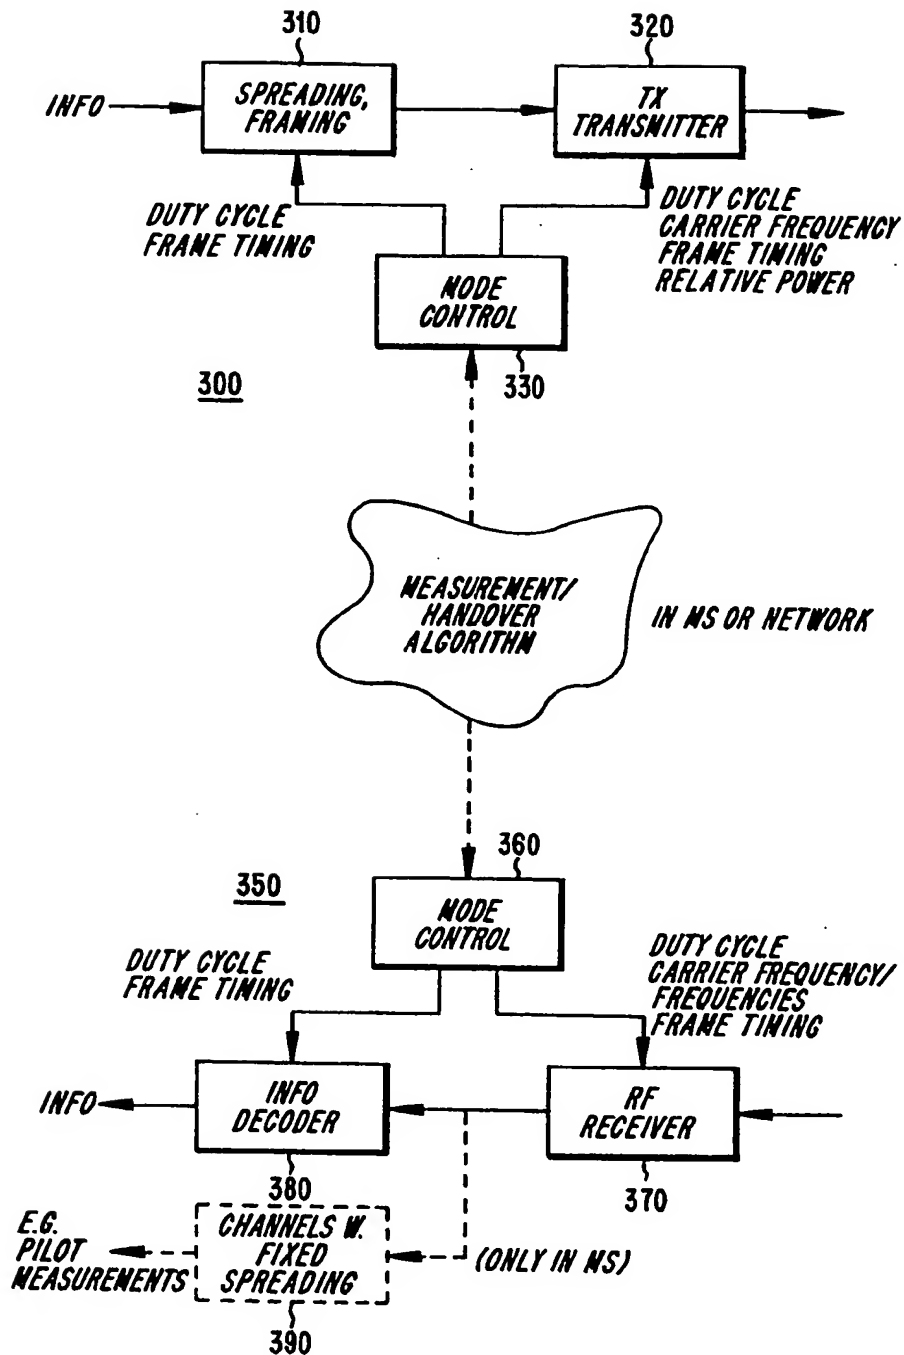 310
320
INFO
SPREADING,
FRAMING
TX
TRANSMITTER
DUTY CYCLE
FRAME TIMING
DUTY CYCLE
CARRIER FREQUENCY
FRAME TIMING
RELATIVE POWER
MODE
CONTROL
330
300
MEASUREMENT/
HANDOVER
ALGORITHM
IN MS OR NETWORK
360
350
MODE
CONTROL
DUTY CYCLE
FRAME TIMING
DUTY CYCLE
CARRIER FREQUENCY/
FREQUENCIES
FRAME TIMING
INFO
INFO
DECODER
RF
RECEIVER
380
370
E.G.
PILOT
MEASUREMENTS
CHANNELS W.
FIXED
SPREADING
(ONLY IN MS)
390